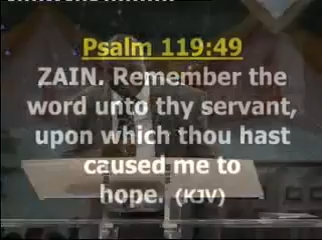 Psalm 119:49
ZAIN. Remember the
word unto thy servant,
upon which thou hast
caused me to
hope. (KJV)